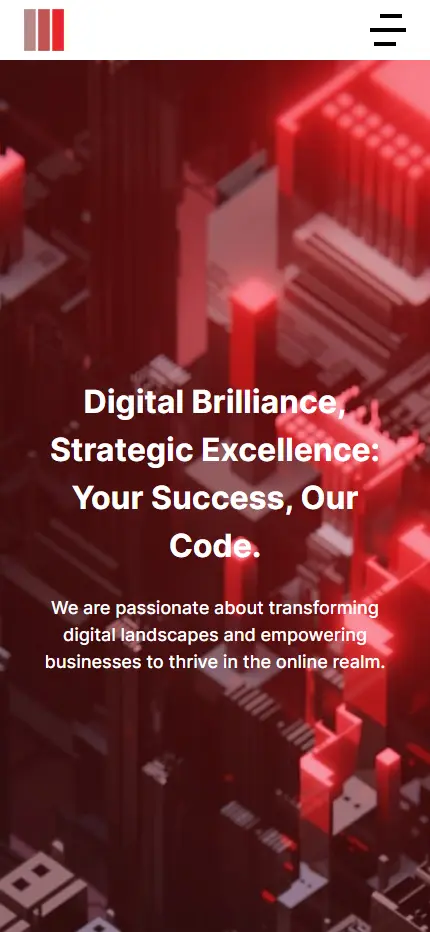 Digital Brilliance,
Strategic Excellence:
Your Success, Our
Code.
We are passionate about transforming
digital landscapes and empowering
businesses to thrive in the online realm.